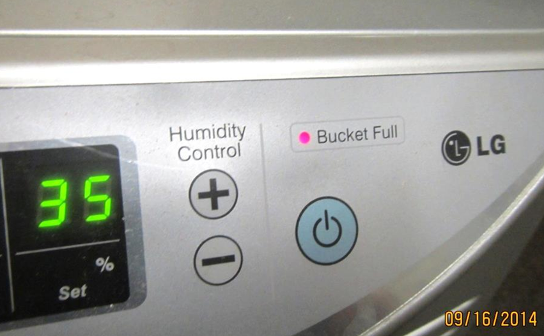 Humidity
Control
Bucket Full
LG
35
%
Set
09/16/2014